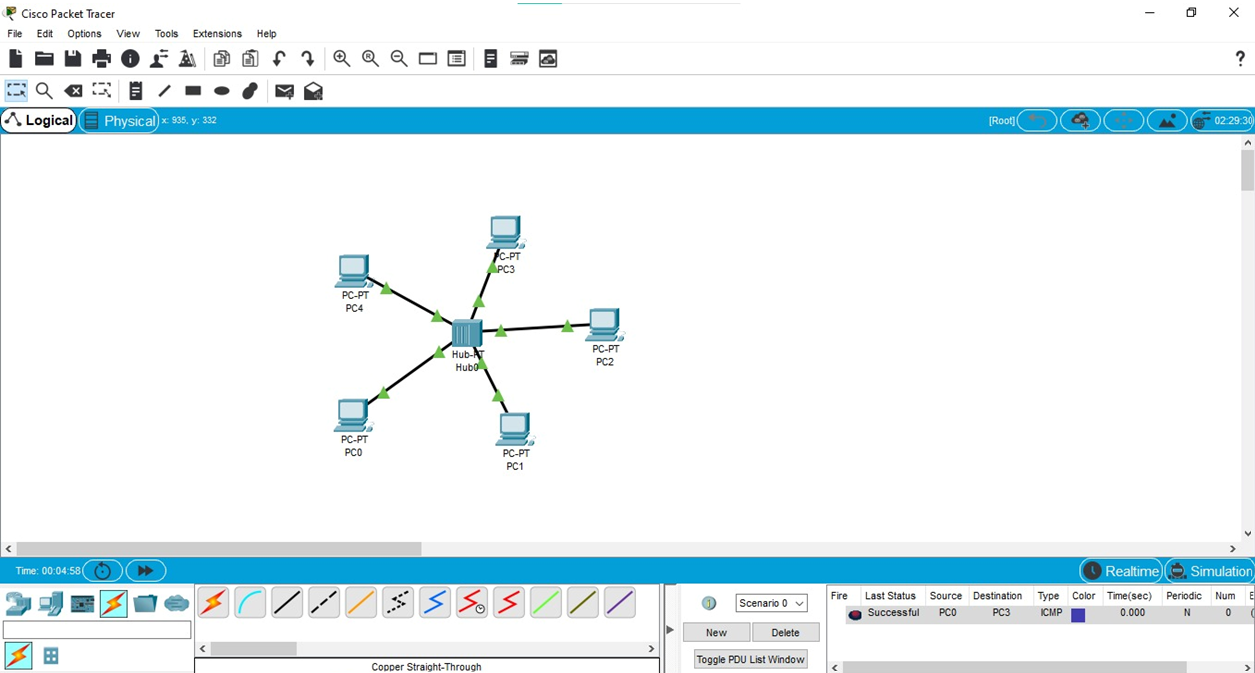 Cisco Packet Tracer
File Edit Options View Tools Extensions Help
?
Logical Physical x: 935, y: 332 [Root] 02:29:30
PC-PT
PC3
PC-PT
PC4
Hub-PT
Hub0
PC-PT
PC2
PC-PT
PC0
PC-PT
PC1
Time: 00:04:58 Realtime Simulation
Scenario 0
New Delete
Toggle PDU List Window
Fire Last Status Source Destination Type Color Time(sec) Periodic Num
Successful PC0 PC3 ICMP 0.000 N 0
Copper Straight-Through